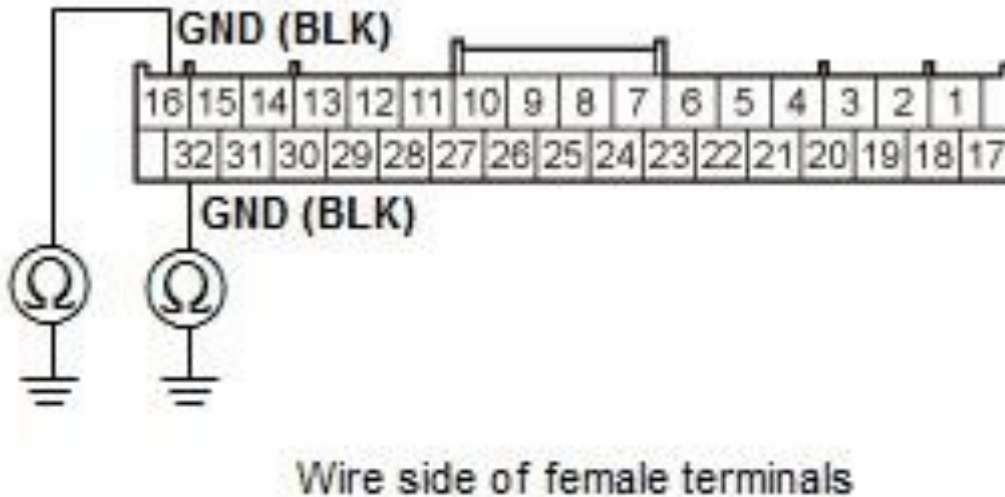 GND (BLK)
16 15 14 13 12 11 10 9 8 7 6 5 4 3 2 1
32 31 30 29 28 27 26 25 24 23 22 21 20 19 18 17
GND (BLK)
Ω Ω
Wire side of female terminals